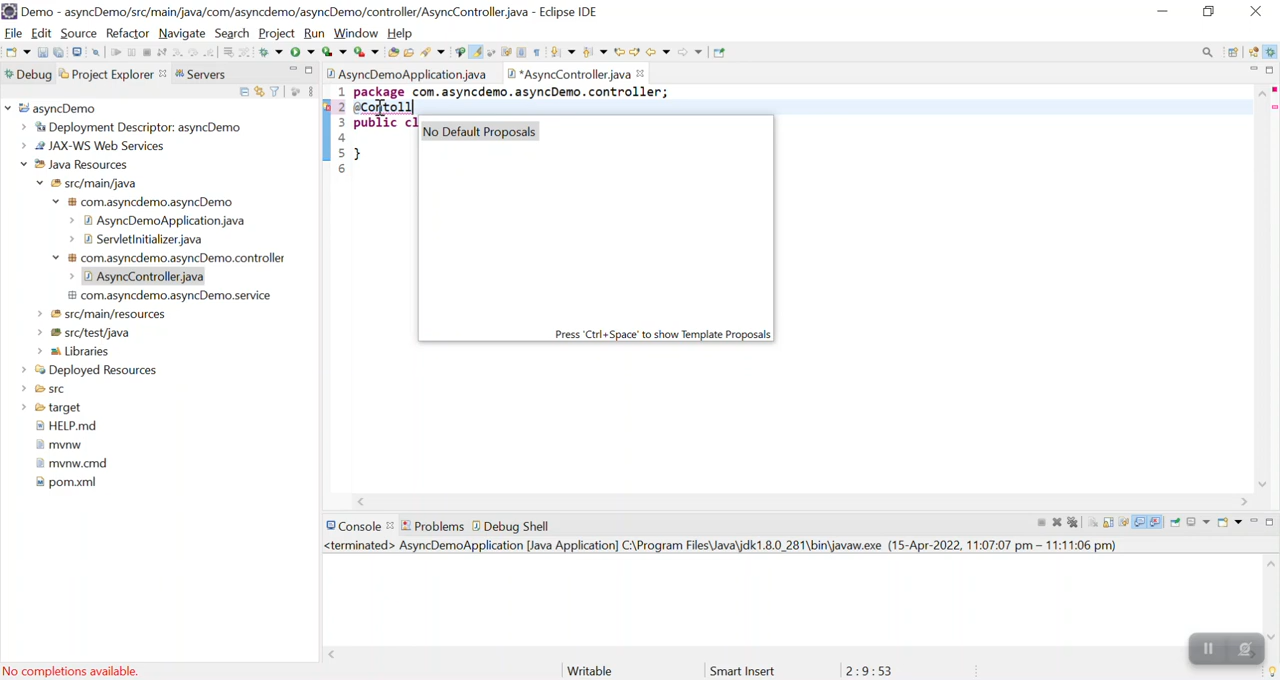 Demo - asyncDemo/src/main/java/com/asyncdemo/asyncDemo/controller/AsyncController.java - Eclipse IDE
File Edit Source Refactor Navigate Search Project Run Window Help
Debug Project Explorer Servers
AsyncDemoApplication.java *AsyncController.java
asyncDemo
Deployment Descriptor: asyncDemo
JAX-WS Web Services
Java Resources
src/main/java
com.asyncdemo.asyncDemo
AsyncDemoApplication.java
ServletInitializer.java
com.asyncdemo.asyncDemo.controller
AsyncController.java
com.asyncdemo.asyncDemo.service
src/main/resources
src/test/java
Libraries
Deployed Resources
src
target
HELP.md
mvnw
mvnw.cmd
pom.xml
1 package com.asyncdemo.asyncDemo.controller;
2 @Contoll
3 public cl
4
5 }
6
No Default Proposals
Press 'Ctrl+Space' to show Template Proposals
Console Problems Debug Shell
<terminated> AsyncDemoApplication [Java Application] C:\Program Files\Java\jdk1.8.0_281\bin\javaw.exe (15-Apr-2022, 11:07:07 pm – 11:11:06 pm)
No completions available.
Writable
Smart Insert
2 : 9 : 53